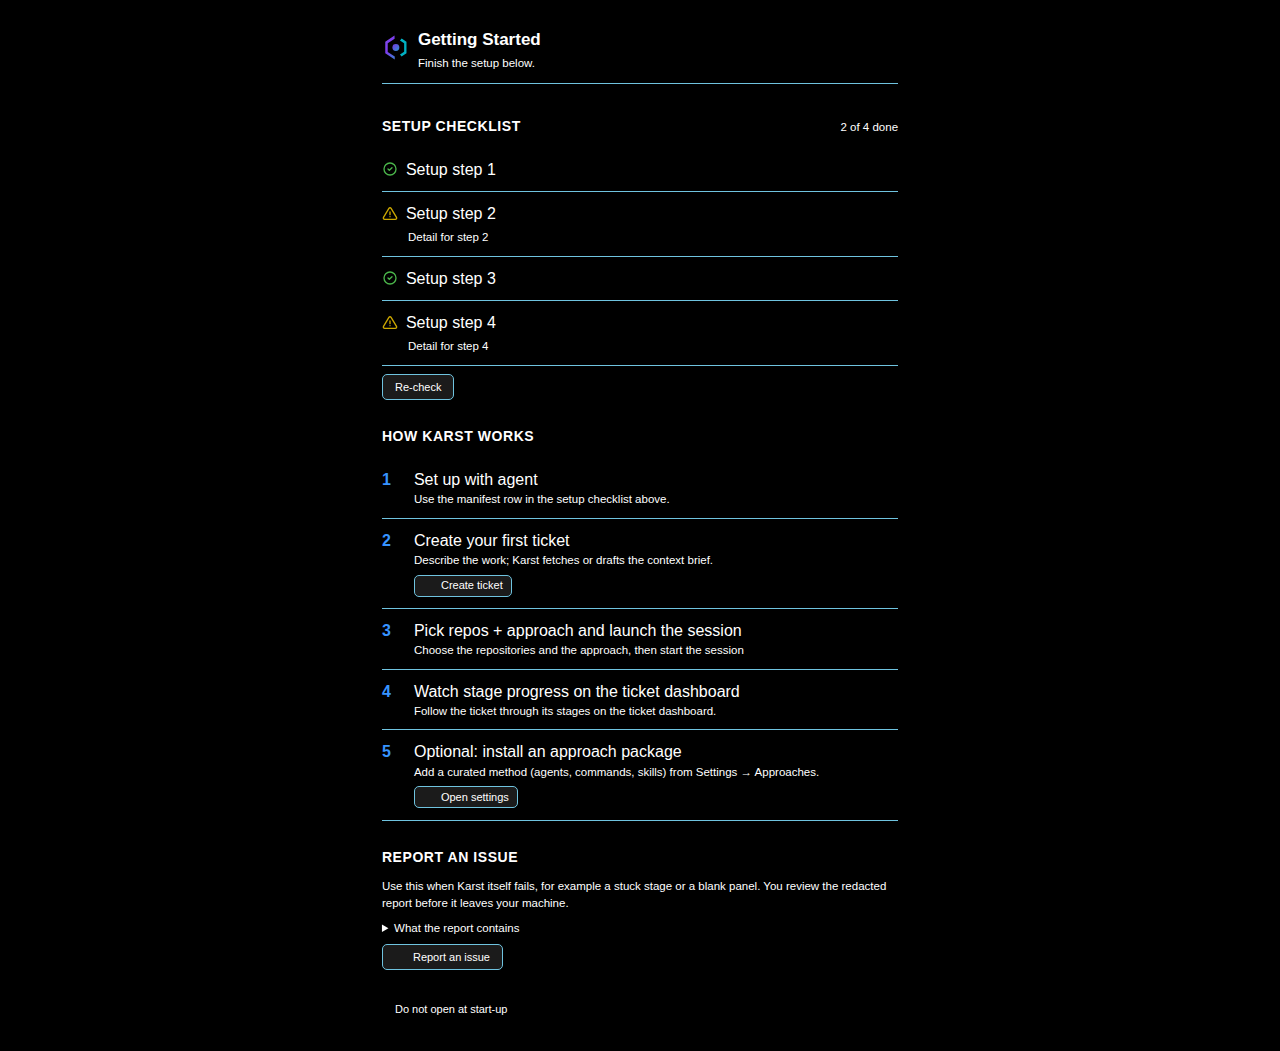 Getting Started
Finish the setup below.
SETUP CHECKLIST
2 of 4 done
Setup step 1
Setup step 2
Detail for step 2
Setup step 3
Setup step 4
Detail for step 4
Re-check
HOW KARST WORKS
1 Set up with agent
Use the manifest row in the setup checklist above.
2 Create your first ticket
Describe the work; Karst fetches or drafts the context brief.
Create ticket
3 Pick repos + approach and launch the session
Choose the repositories and the approach, then start the session
4 Watch stage progress on the ticket dashboard
Follow the ticket through its stages on the ticket dashboard.
5 Optional: install an approach package
Add a curated method (agents, commands, skills) from Settings → Approaches.
Open settings
REPORT AN ISSUE
Use this when Karst itself fails, for example a stuck stage or a blank panel. You review the redacted
report before it leaves your machine.
What the report contains
Report an issue
Do not open at start-up